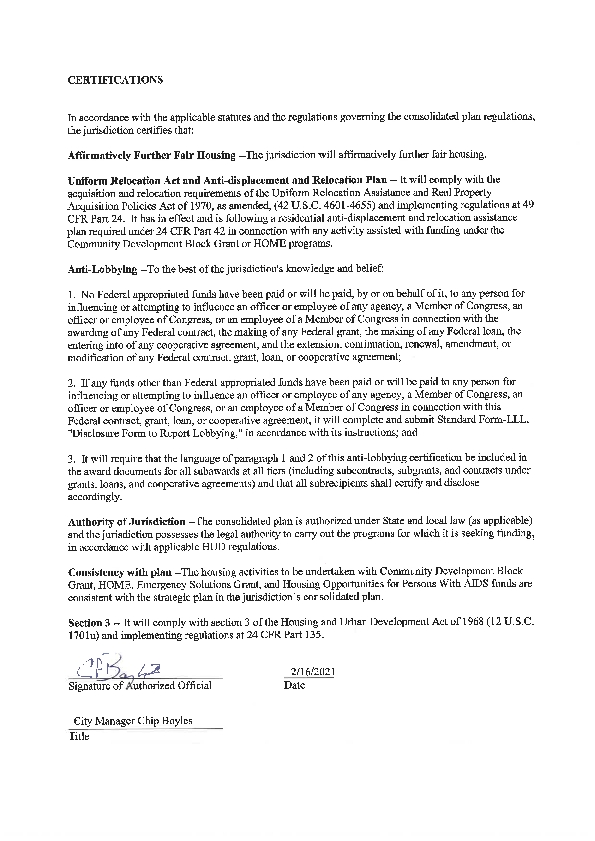 CERTIFICATIONS
In accordance with the applicable statutes and the regulations governing the consolidated plan regulations,
the jurisdiction certifies that:
Affirmatively Further Fair Housing --The jurisdiction will affirmatively further fair housing.
Uniform Relocation Act and Anti-displacement and Relocation Plan -- It will comply with the
acquisition and relocation requirements of the Uniform Relocation Assistance and Real Property
Acquisition Policies Act of 1970, as amended, (42 U.S.C. 4601-4655) and implementing regulations at 49
CFR Part 24. It has in effect and is following a residential anti-displacement and relocation assistance
plan required under 24 CFR Part 42 in connection with any activity assisted with funding under the
Community Development Block Grant or HOME programs.
Anti-Lobbying --To the best of the jurisdiction's knowledge and belief:
1. No Federal appropriated funds have been paid or will be paid, by or on behalf of it, to any person for
influencing or attempting to influence an officer or employee of any agency, a Member of Congress, an
officer or employee of Congress, or an employee of a Member of Congress in connection with the
awarding of any Federal contract, the making of any Federal grant, the making of any Federal loan, the
entering into of any cooperative agreement, and the extension, continuation, renewal, amendment, or
modification of any Federal contract, grant, loan, or cooperative agreement;
2. If any funds other than Federal appropriated funds have been paid or will be paid to any person for
influencing or attempting to influence an officer or employee of any agency, a Member of Congress, an
officer or employee of Congress, or an employee of a Member of Congress in connection with this
Federal contract, grant, loan, or cooperative agreement, it will complete and submit Standard Form-LLL,
"Disclosure Form to Report Lobbying," in accordance with its instructions; and
3. It will require that the language of paragraph 1 and 2 of this anti-lobbying certification be included in
the award documents for all subawards at all tiers (including subcontracts, subgrants, and contracts under
grants, loans, and cooperative agreements) and that all subrecipients shall certify and disclose
accordingly.
Authority of Jurisdiction --The consolidated plan is authorized under State and local law (as applicable)
and the jurisdiction possesses the legal authority to carry out the programs for which it is seeking funding,
in accordance with applicable HUD regulations.
Consistency with plan --The housing activities to be undertaken with Community Development Block
Grant, HOME, Emergency Solutions Grant, and Housing Opportunities for Persons With AIDS funds are
consistent with the strategic plan in the jurisdiction's consolidated plan.
Section 3 -- It will comply with section 3 of the Housing and Urban Development Act of 1968 (12 U.S.C.
1701u) and implementing regulations at 24 CFR Part 135.
2/16/2021
Signature of Authorized Official Date
City Manager Chip Boyles
Title